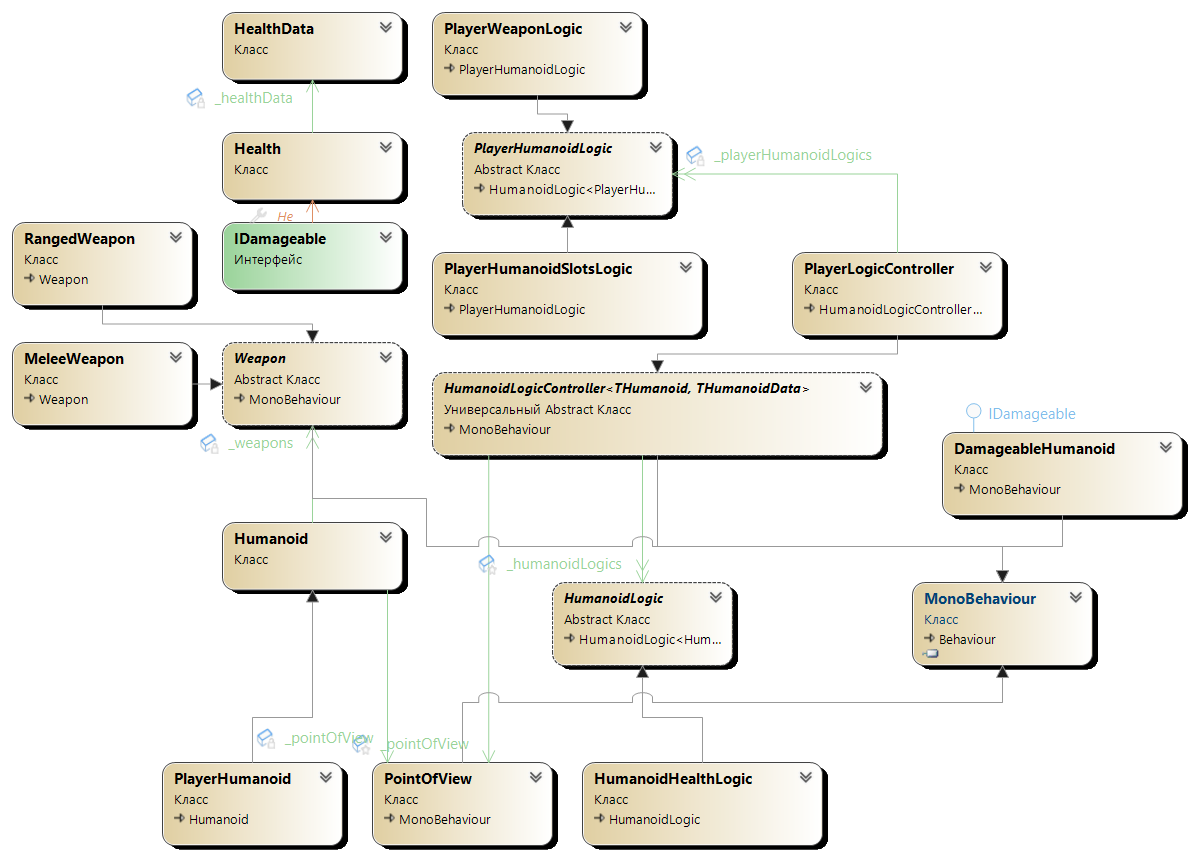 HealthData
Класс
PlayerWeaponLogic
Класс
PlayerHumanoidLogic
_healthData
Health
Класс
PlayerHumanoidLogic
Abstract Класс
HumanoidLogic<PlayerHu...
_playerHumanoidLogics
He
RangedWeapon
Класс
Weapon
IDamageable
Интерфейс
PlayerHumanoidSlotsLogic
Класс
PlayerHumanoidLogic
PlayerLogicController
Класс
HumanoidLogicController...
MeleeWeapon
Класс
Weapon
Weapon
Abstract Класс
MonoBehaviour
HumanoidLogicController<THumanoid, THumanoidData>
Универсальный Abstract Класс
MonoBehaviour
IDamageable
_weapons
DamageableHumanoid
Класс
MonoBehaviour
Humanoid
Класс
_humanoidLogics
HumanoidLogic
Abstract Класс
HumanoidLogic<Hum...
MonoBehaviour
Класс
Behaviour
_pointOfView
_pointOfView
PlayerHumanoid
Класс
Humanoid
PointOfView
Класс
MonoBehaviour
HumanoidHealthLogic
Класс
HumanoidLogic